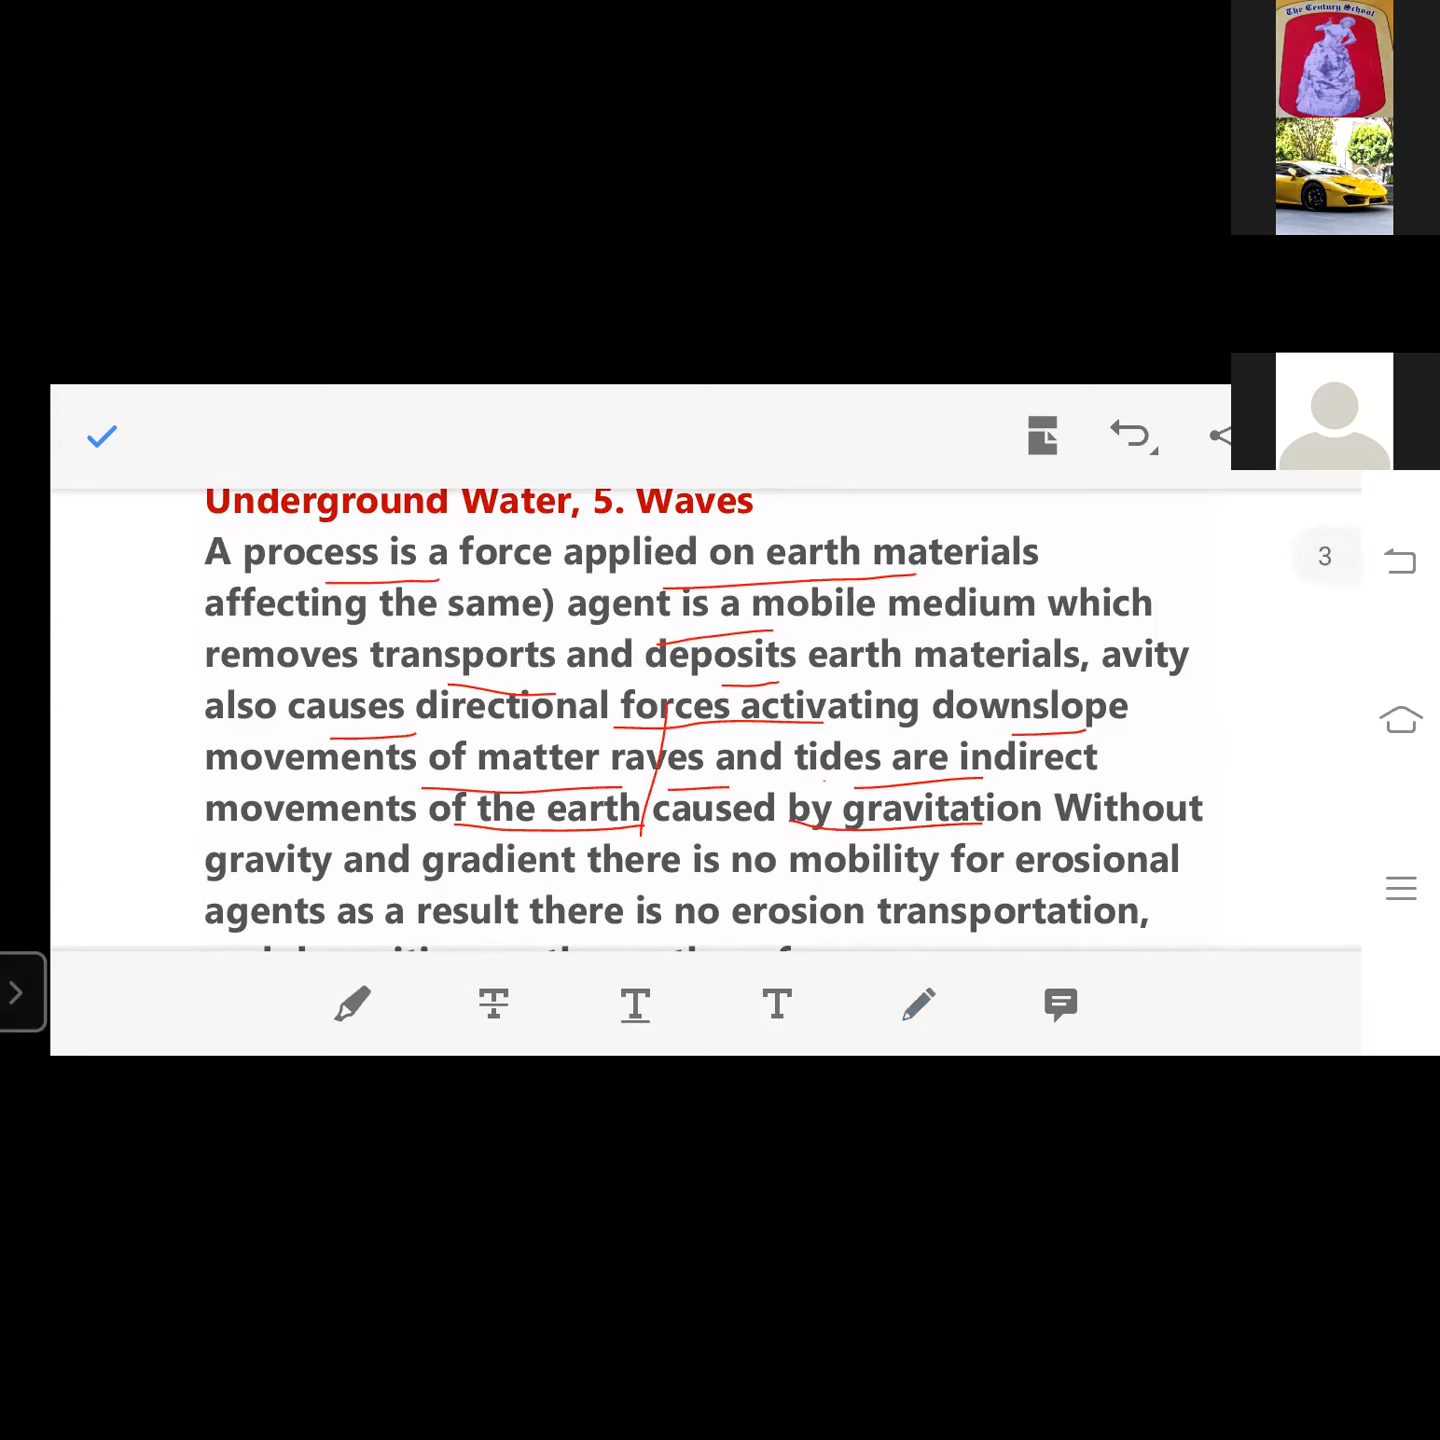 The Century School
Underground Water, 5. Waves
A process is a force applied on earth materials
affecting the same) agent is a mobile medium which
removes transports and deposits earth materials, avity
also causes directional forces activating downslope
movements of matter raves and tides are indirect
movements of the earth caused by gravitation Without
gravity and gradient there is no mobility for erosional
agents as a result there is no erosion transportation,
3
T
T
T